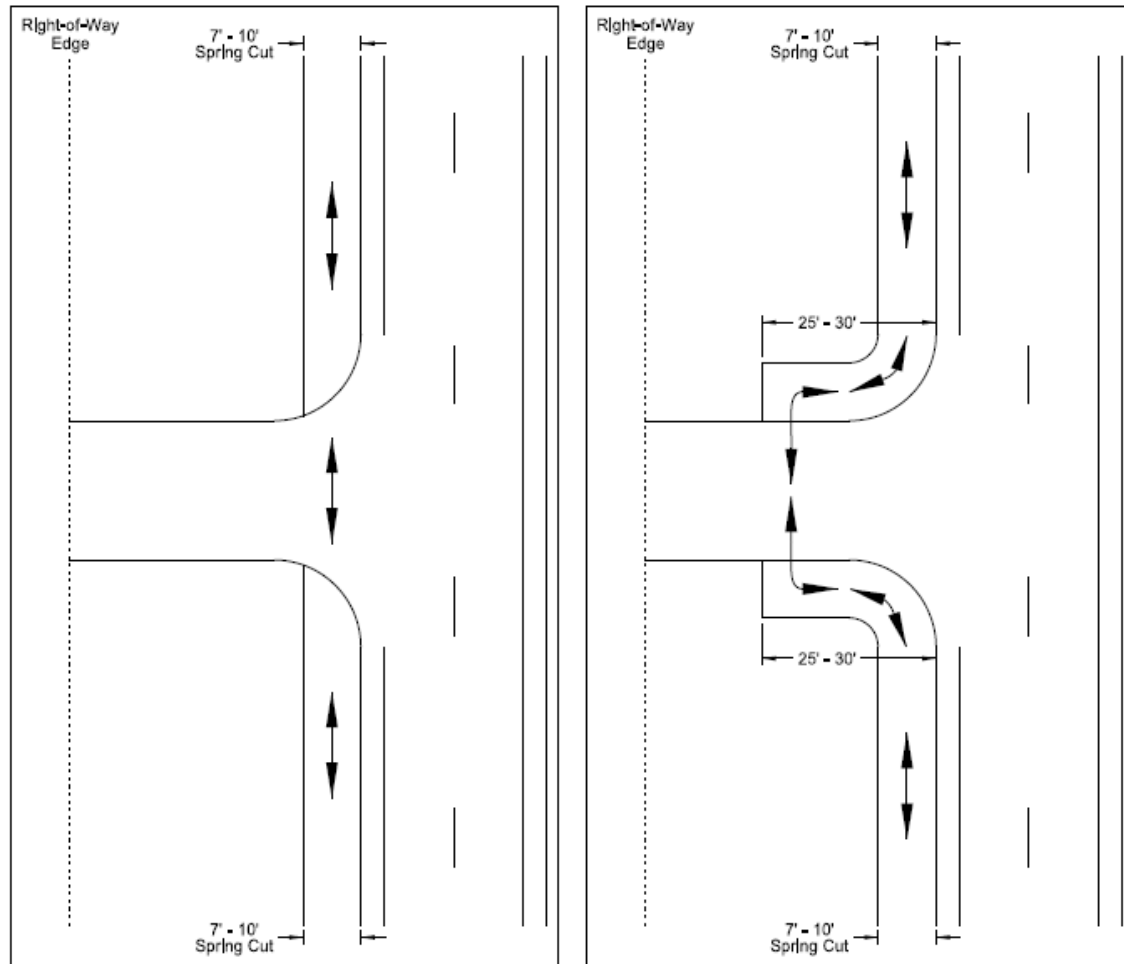 Right-of-Way
Edge
7' - 10'
Spring Cut
7' - 10'
Spring Cut
Right-of-Way
Edge
7' - 10'
Spring Cut
25' - 30'
25' - 30'
7' - 10'
Spring Cut